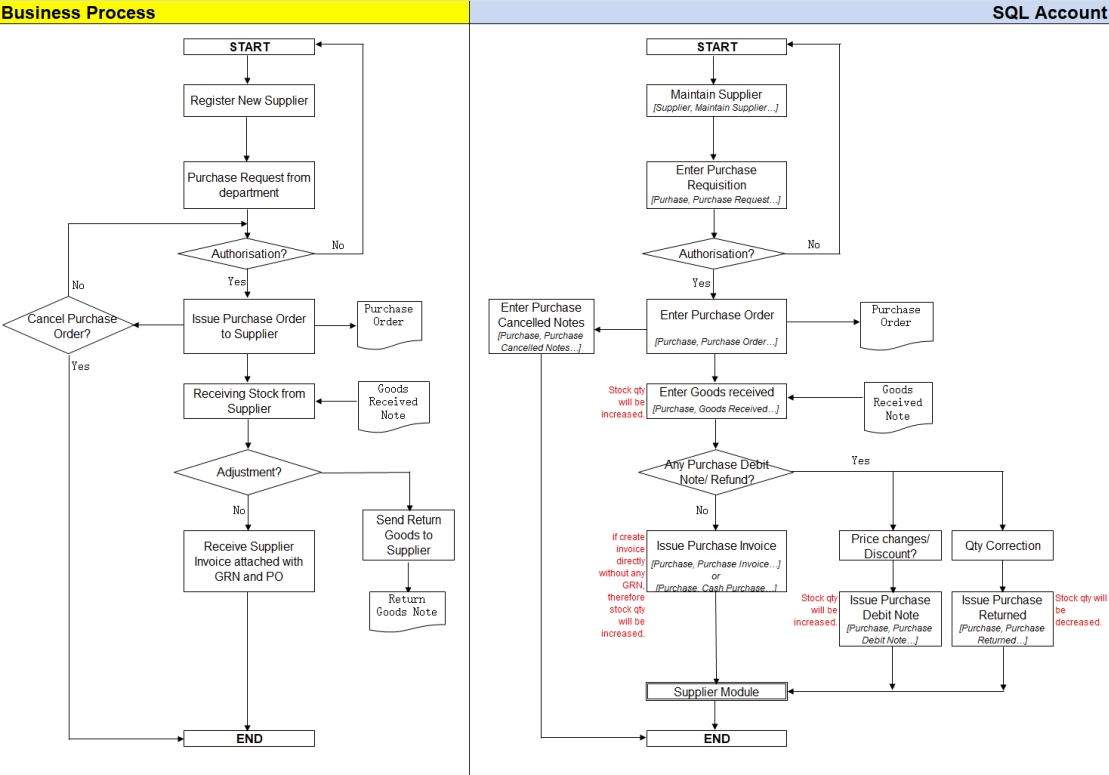 Business Process
SQL Account
START
Register New Supplier
Purchase Request from
department
Authorisation?
No
Yes
No
Cancel Purchase
Order?
Yes
Issue Purchase Order
to Supplier
Purchase
Order
Receiving Stock from
Supplier
Goods
Received
Note
Adjustment?
No
Send Return
Goods to
Supplier
Receive Supplier
Invoice attached with
GRN and PO
Return
Goods Note
END
START
Maintain Supplier
[Supplier, Maintain Supplier...]
Enter Purchase
Requisition
[Purhase, Purchase Request...]
Authorisation?
No
Yes
Enter Purchase
Cancelled Notes
[Purchase, Purchase
Cancelled Notes...]
Enter Purchase Order
[Purchase, Purchase Order...]
Purchase
Order
Stock qty
will be
increased.
Enter Goods received
[Purchase, Goods Received...]
Goods
Received
Note
Any Purchase Debit
Note/ Refund?
Yes
No
if create
invoice
directly
without any
GRN,
therefore
stock qty
will be
increased.
Issue Purchase Invoice
[Purchase, Purchase Invoice...]
or
[Purchase, Cash Purchase...]
Price changes/
Discount?
Qty Correction
Stock qty
will be
increased.
Issue Purchase
Debit Note
[Purchase, Purchase
Debit Note...]
Issue Purchase
Returned
[Purchase, Purchase
Returned...]
Stock qty will
be
decreased.
Supplier Module
END